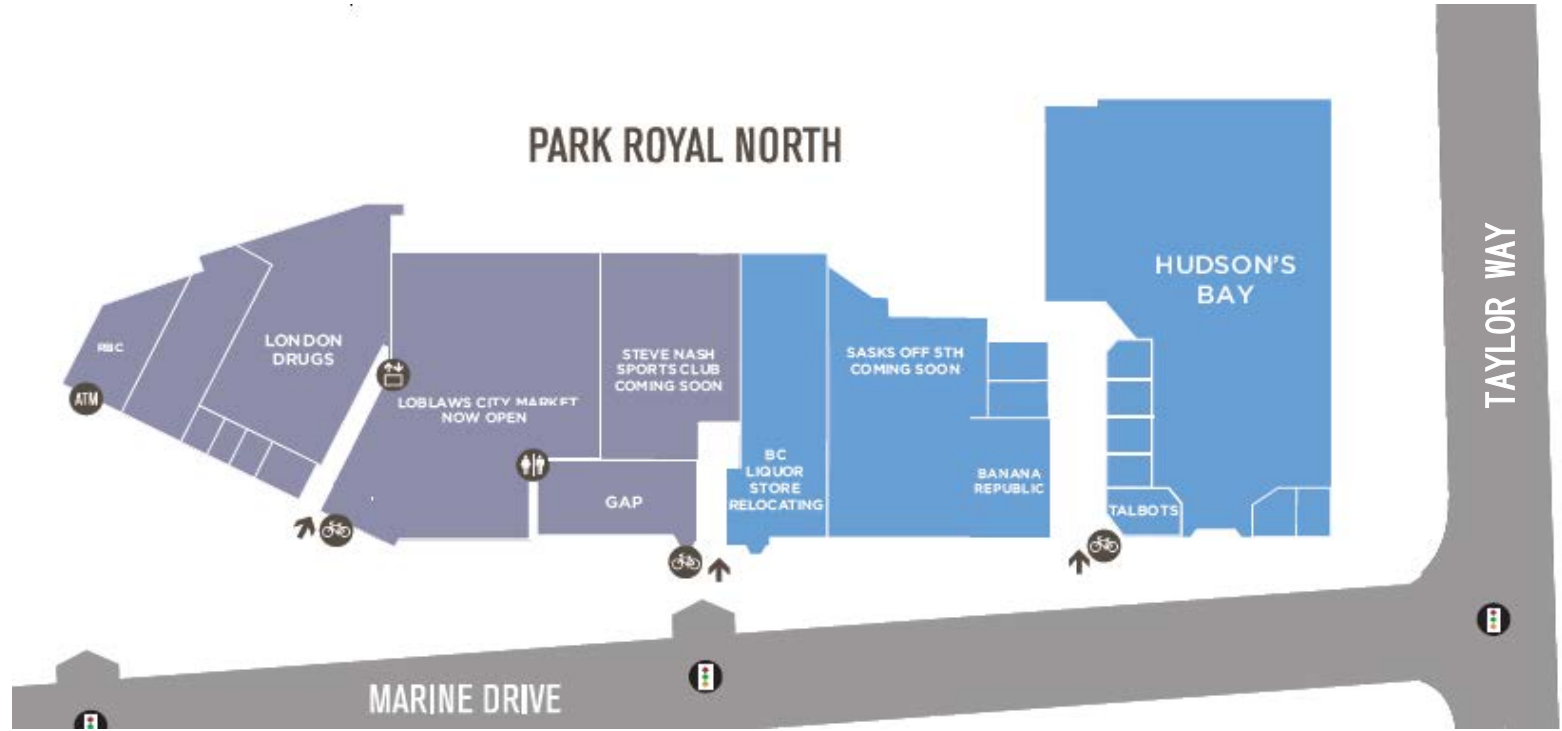 PARK ROYAL NORTH
HUDSON'S
BAY
TAYLOR WAY
RBC
LONDON
DRUGS
ATM
LOBLAWS CITY MARKET
NOW OPEN
STEVE NASH
SPORTS CLUB
COMING SOON
GAP
BC
LIQUOR
STORE
RELOCATING
SASKS OFF 5TH
COMING SOON
BANANA
REPUBLIC
TALBOTS
MARINE DRIVE